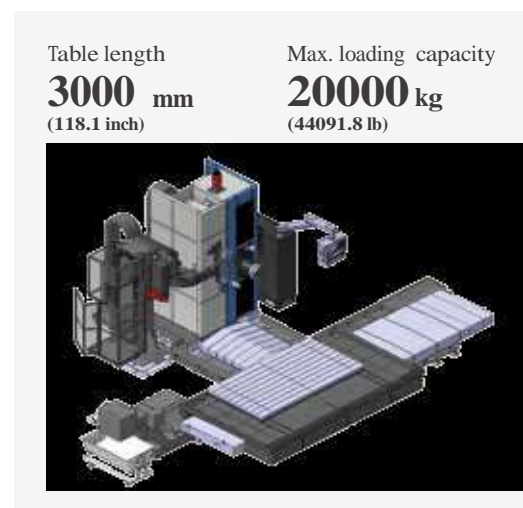 Table length
3000 mm
(118.1 inch)
Max. loading capacity
20000 kg
(44091.8 lb)